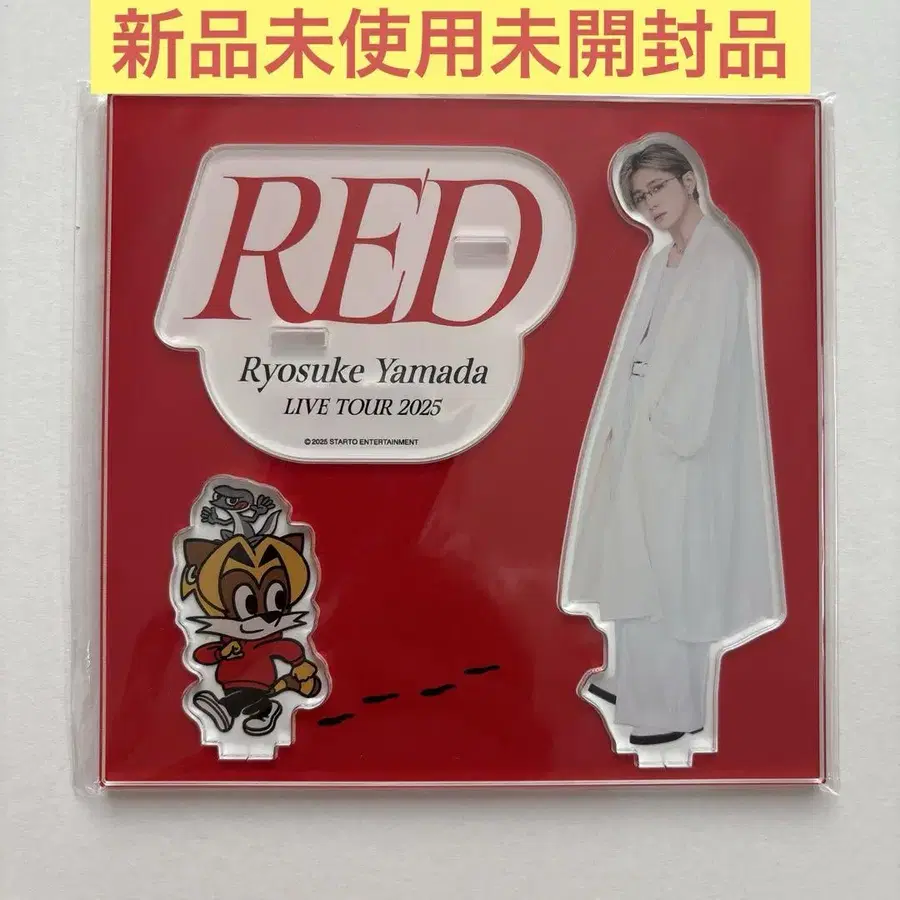 新品未使用未開封品
RED
Ryosuke Yamada
LIVE TOUR 2025
© 2025 STARTO ENTERTAINMENT